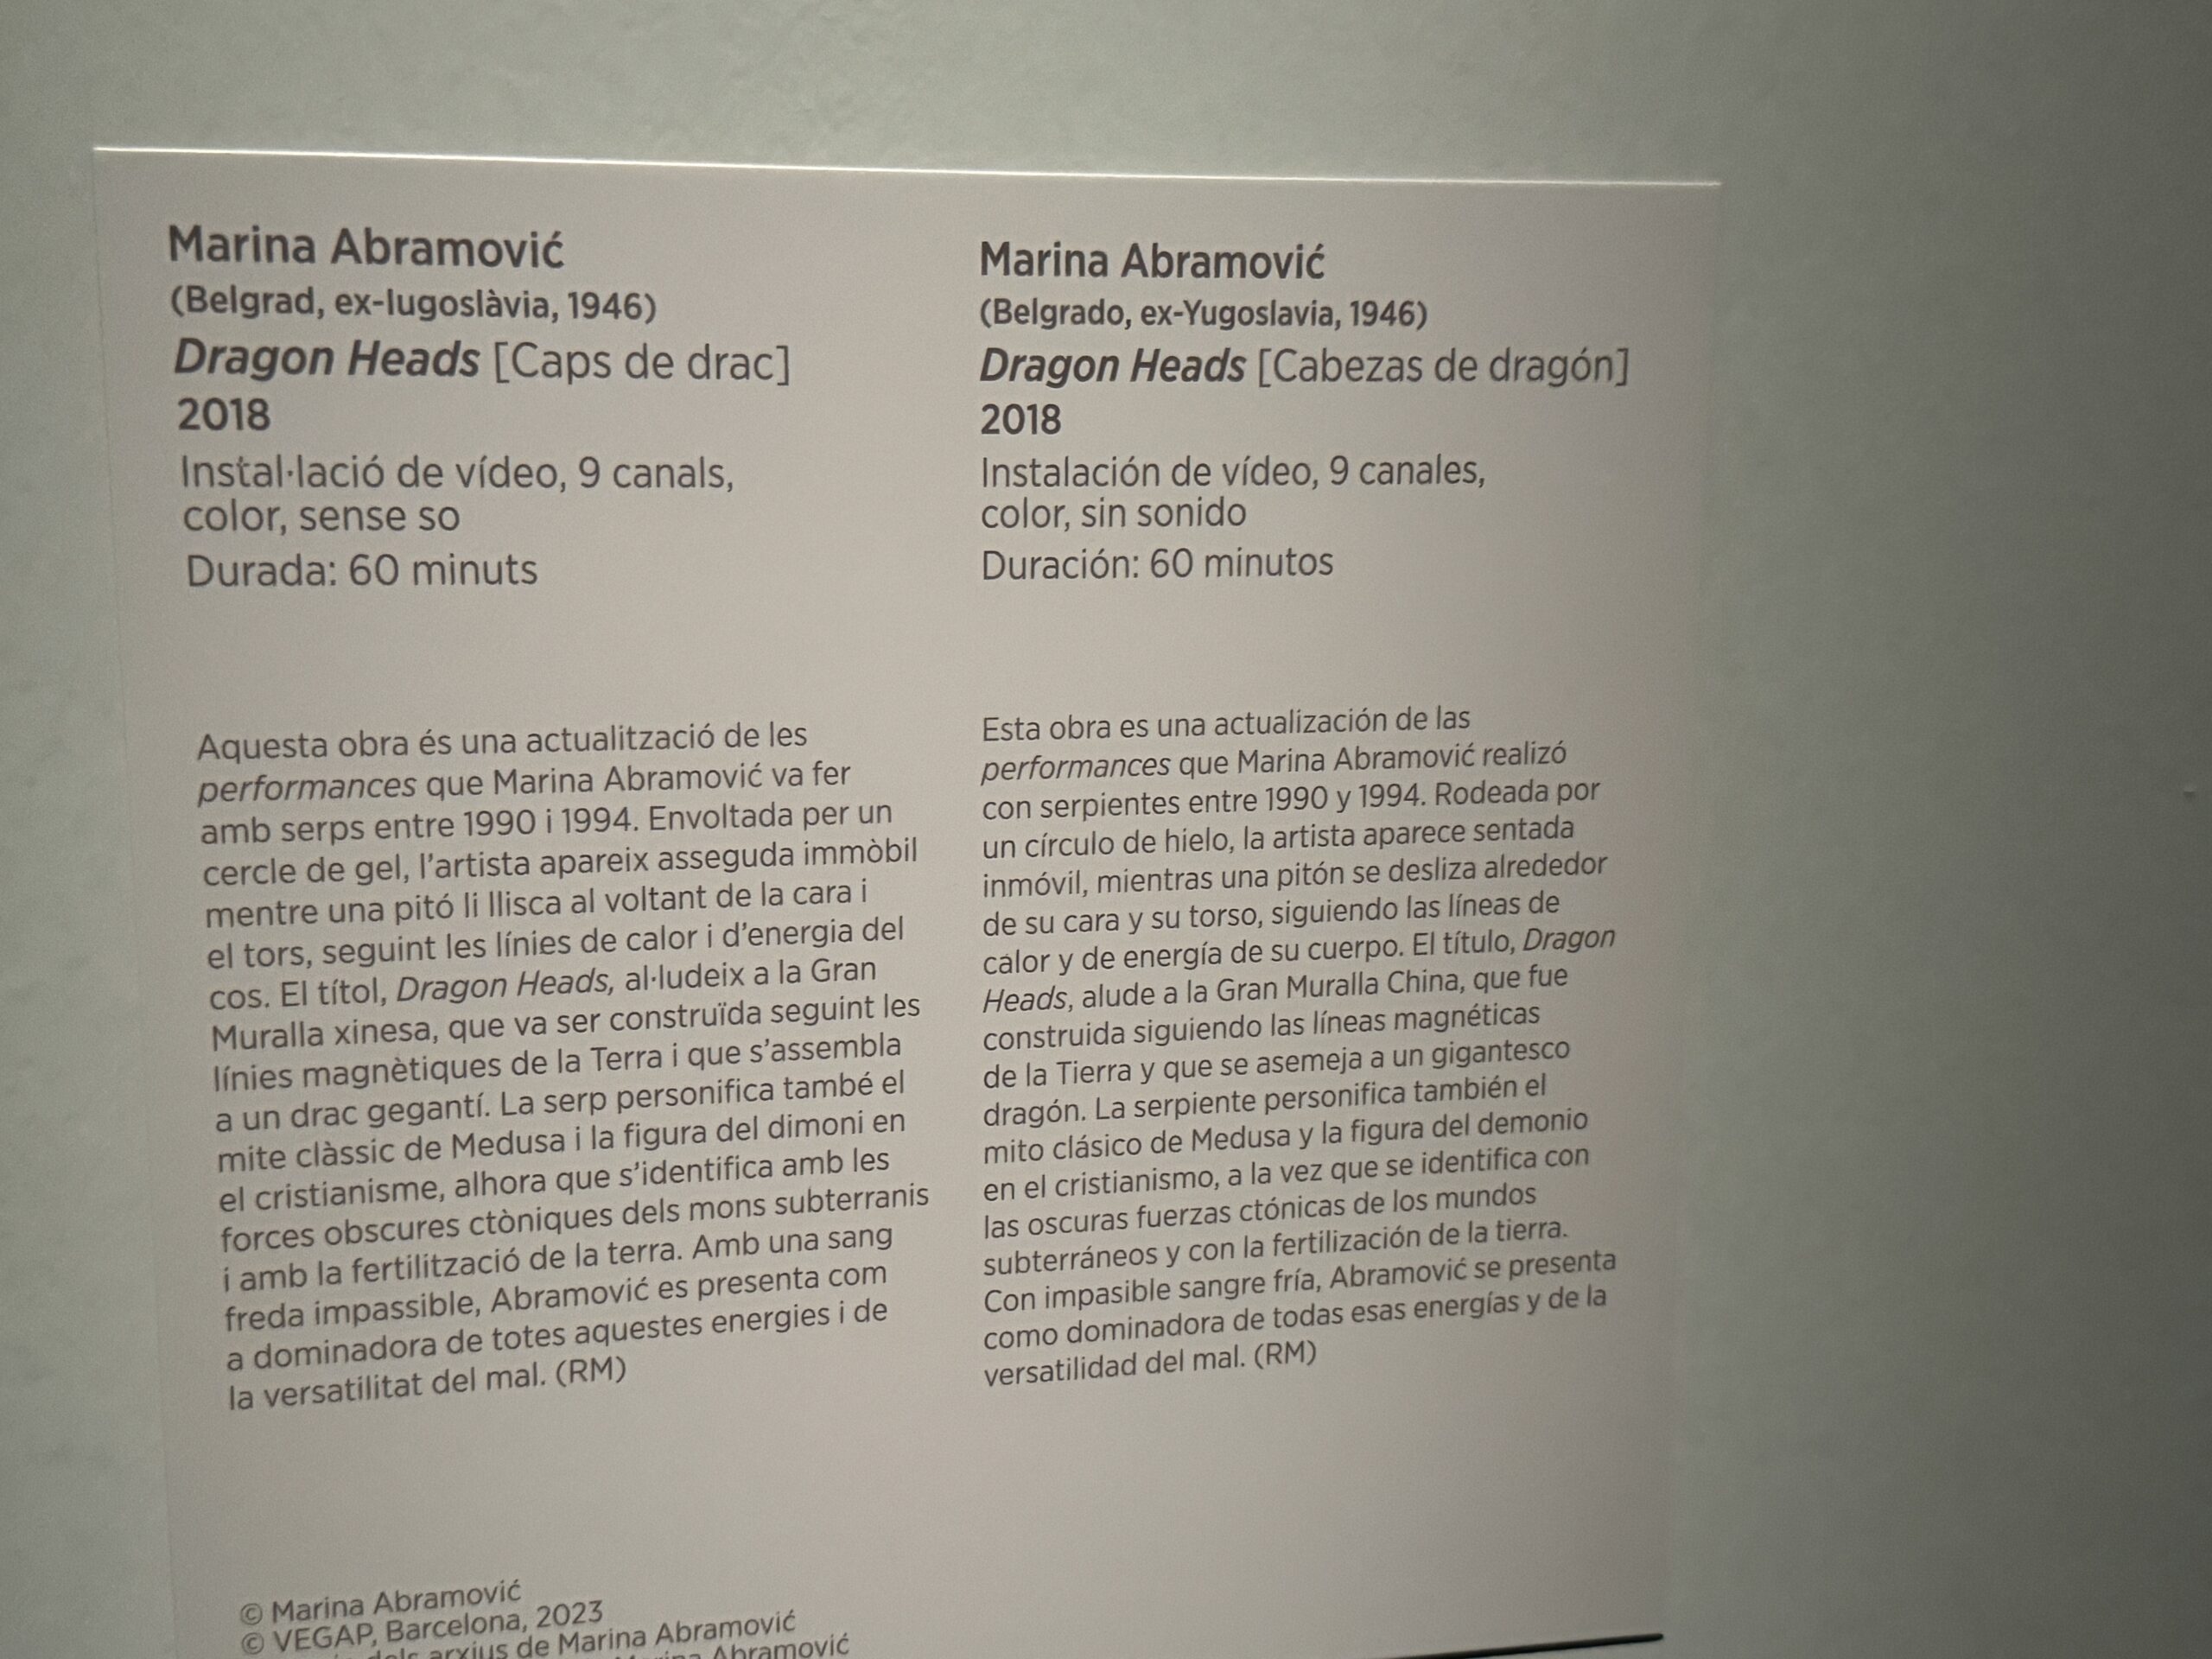 Marina Abramović
(Belgrad, ex-Iugoslàvia, 1946)
Dragon Heads [Caps de drac]
2018
Instal·lació de vídeo, 9 canals,
color, sense so
Durada: 60 minuts
Aquesta obra és una actualització de les
performances que Marina Abramović va fer
amb serps entre 1990 i 1994. Envoltada per un
cercle de gel, l'artista apareix asseguda immòbil
mentre una pitó li llisca al voltant de la cara i
el tors, seguint les línies de calor i d'energia del
cos. El títol, Dragon Heads, al·ludeix a la Gran
Muralla xinesa, que va ser construïda seguint les
línies magnètiques de la Terra i que s'assembla
a un drac gegantí. La serp personifica també el
mite clàssic de Medusa i la figura del dimoni en
el cristianisme, alhora que s'identifica amb les
forces obscures ctòniques dels mons subterranis
i amb la fertilització de la terra. Amb una sang
freda impassible, Abramović es presenta com
a dominadora de totes aquestes energies i de
la versatilitat del mal. (RM)
Marina Abramović
(Belgrado, ex-Yugoslavia, 1946)
Dragon Heads [Cabezas de dragón]
2018
Instalación de vídeo, 9 canales,
color, sin sonido
Duración: 60 minutos
Esta obra es una actualización de las
performances que Marina Abramović realizó
con serpientes entre 1990 y 1994. Rodeada por
un círculo de hielo, la artista aparece sentada
inmóvil, mientras una pitón se desliza alrededor
de su cara y su torso, siguiendo las líneas de
calor y de energía de su cuerpo. El título, Dragon
Heads, alude a la Gran Muralla China, que fue
construida siguiendo las líneas magnéticas
de la Tierra y que se asemeja a un gigantesco
dragón. La serpiente personifica también el
mito clásico de Medusa y la figura del demonio
en el cristianismo, a la vez que se identifica con
las oscuras fuerzas ctónicas de los mundos
subterráneos y con la fertilización de la tierra.
Con impasible sangre fría, Abramović se presenta
como dominadora de todas esas energías y de la
versatilidad del mal. (RM)
© Marina Abramović
© VEGAP, Barcelona, 2023
dels arxius de Marina Abramović
Abramović